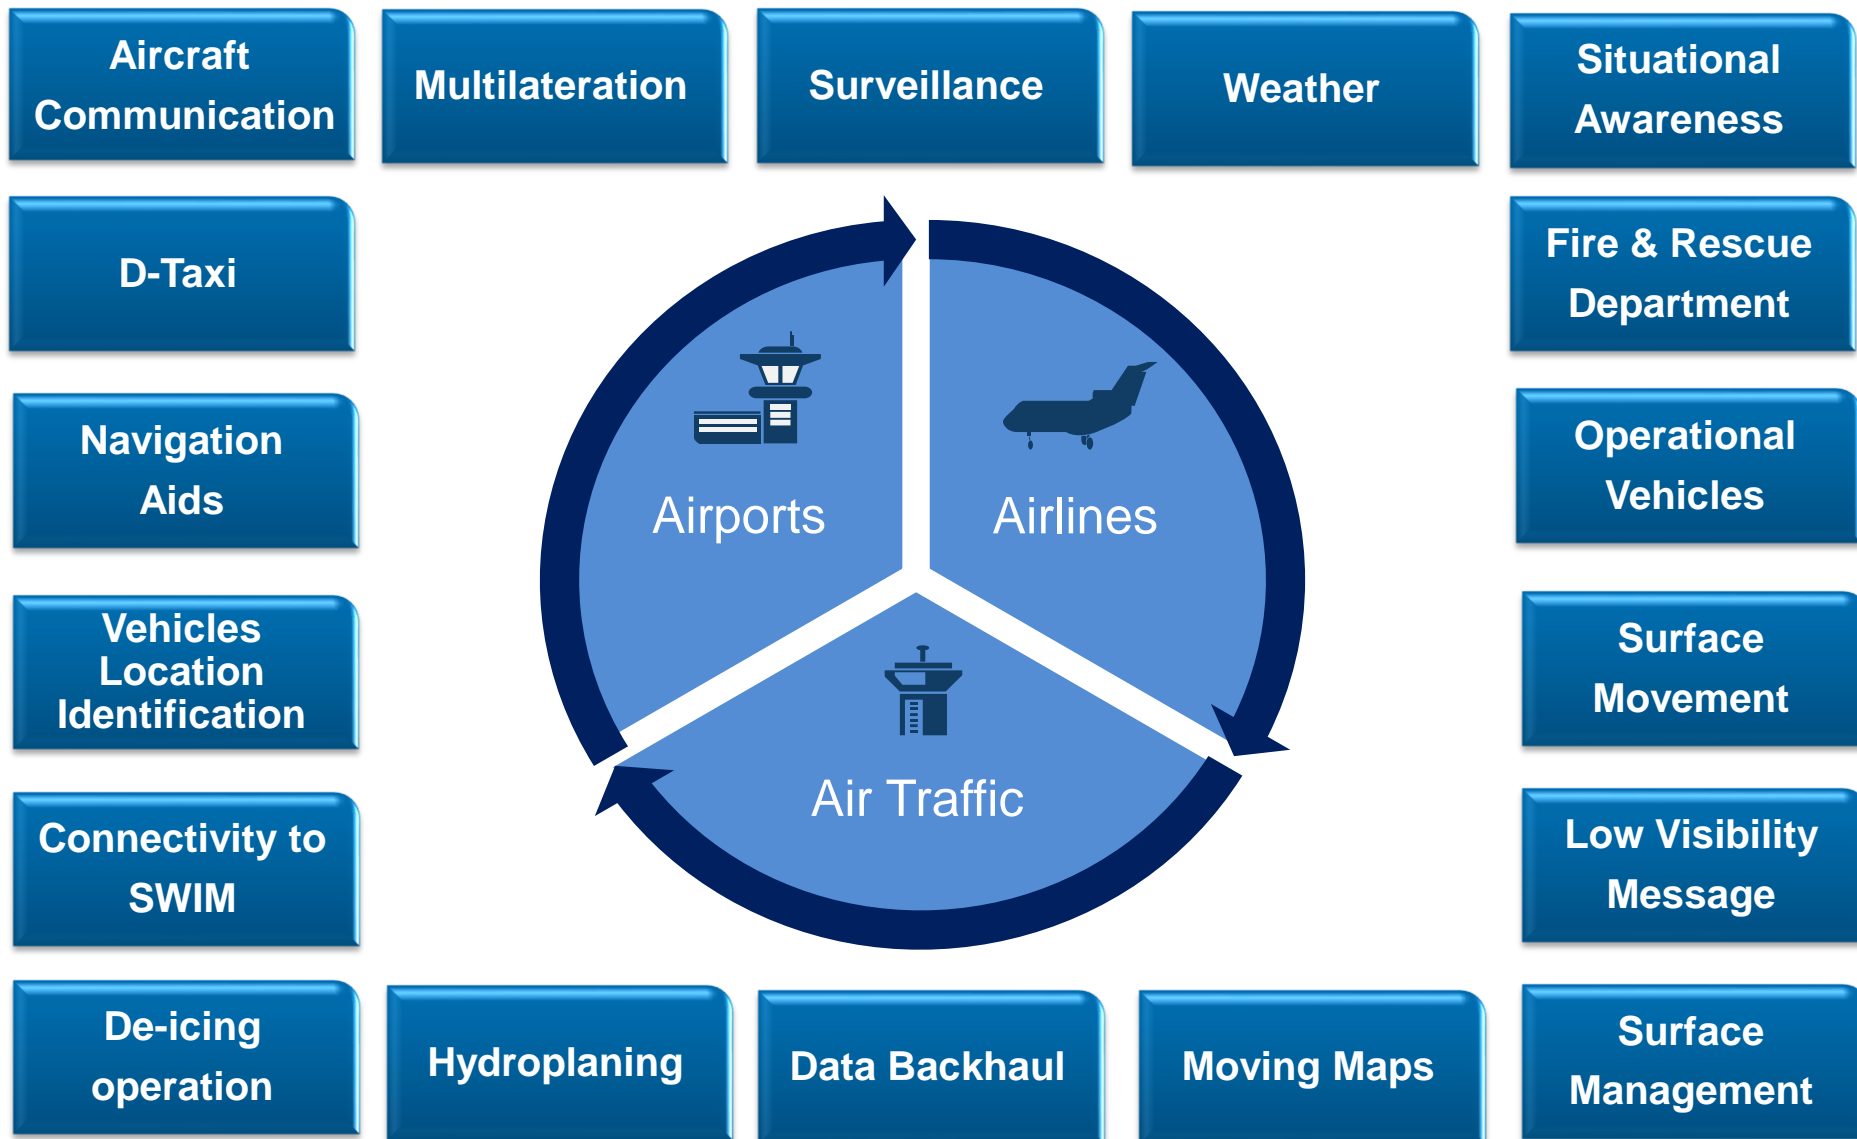 Aircraft
Communication
Multilateration
Surveillance
Weather
Situational
Awareness
D-Taxi
Fire & Rescue
Department
Navigation
Aids
Operational
Vehicles
Airports
Airlines
Vehicles
Location
Identification
Surface
Movement
Air Traffic
Connectivity to
SWIM
Low Visibility
Message
De-icing
operation
Hydroplaning
Data Backhaul
Moving Maps
Surface
Management